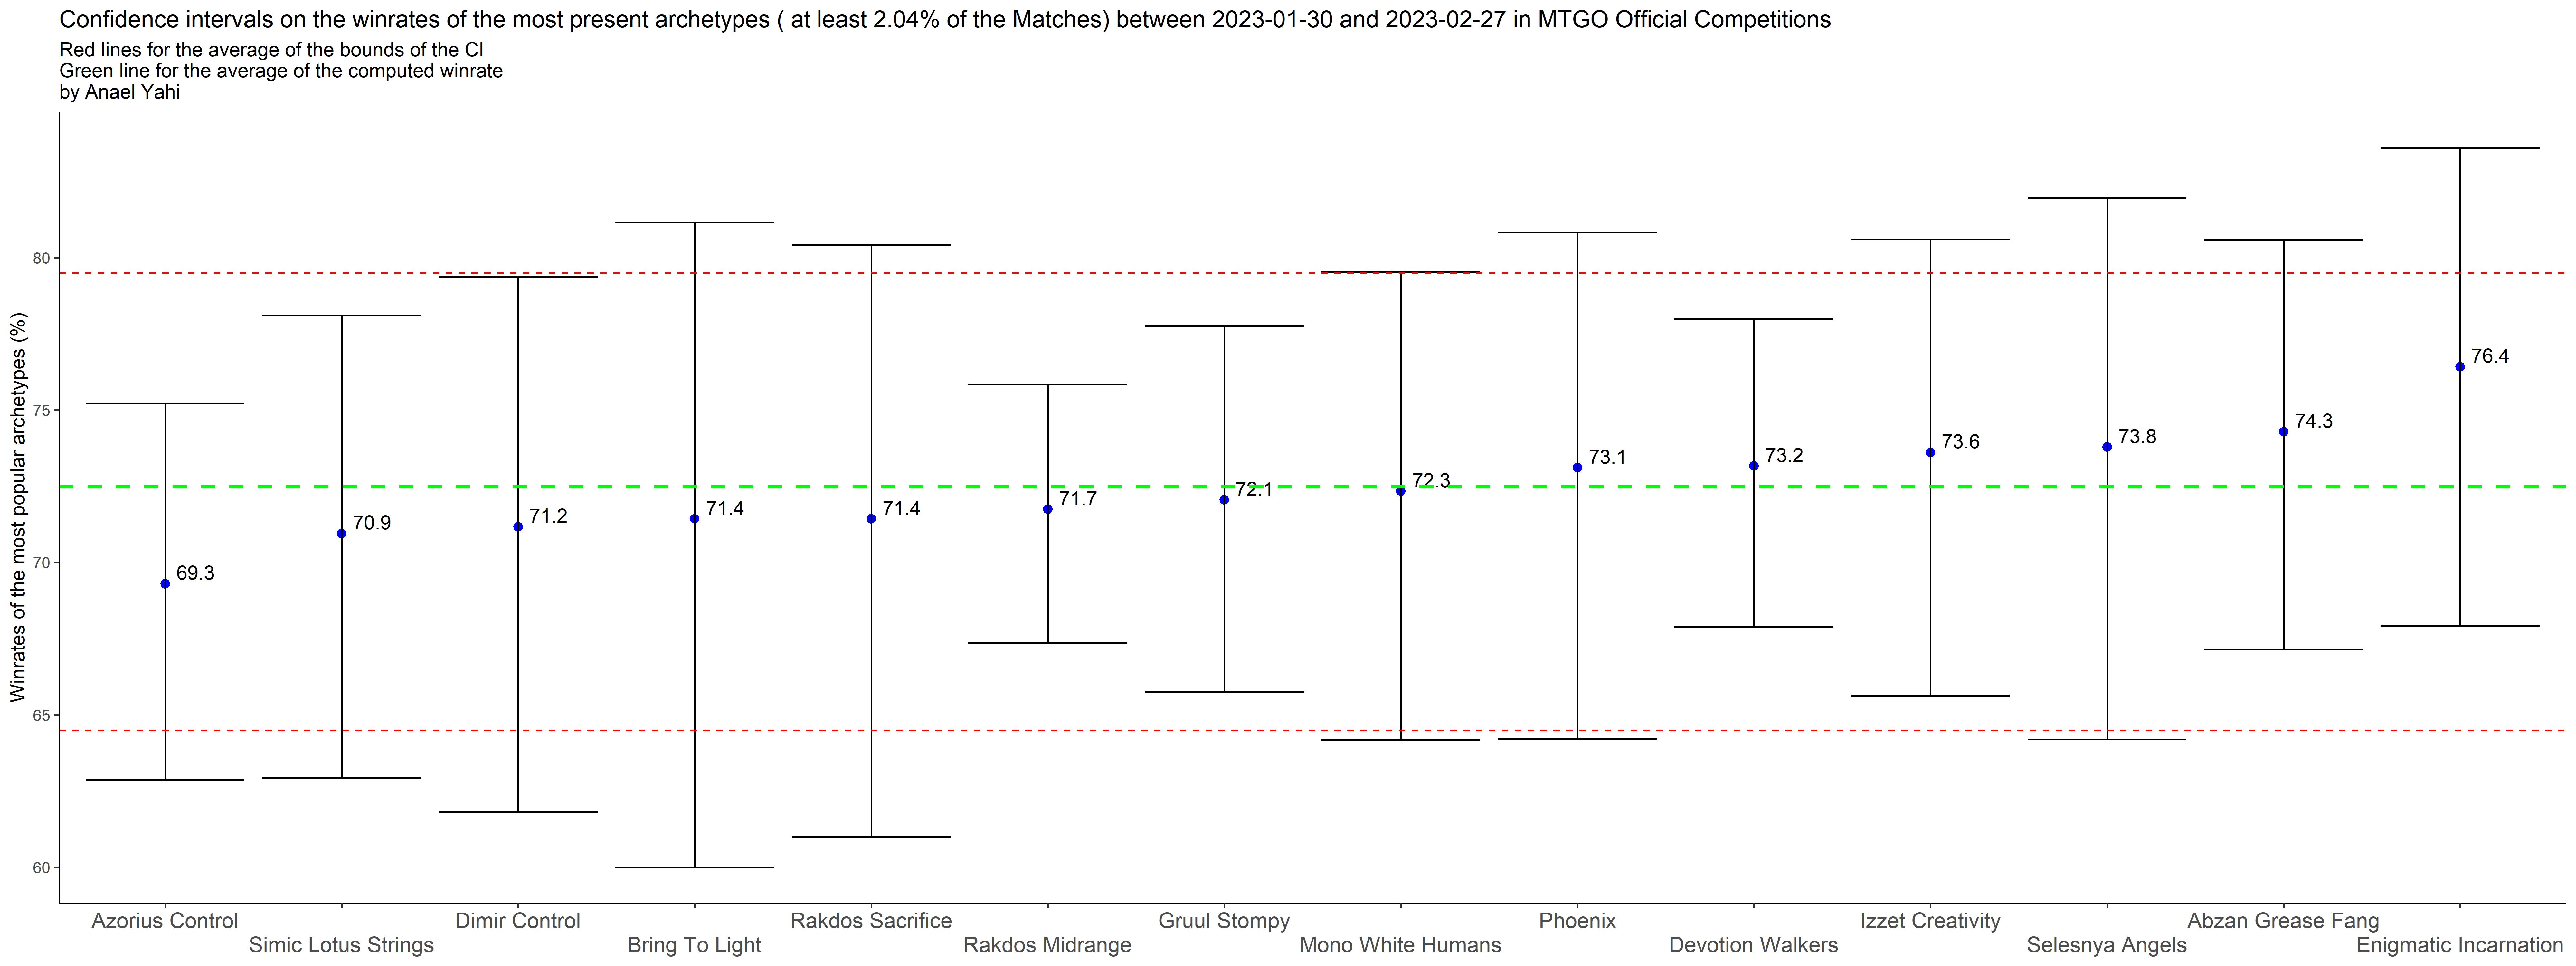 Confidence intervals on the winrates of the most present archetypes ( at least 2.04% of the Matches) between 2023-01-30 and 2023-02-27 in MTGO Official Competitions
Red lines for the average of the bounds of the CI
Green line for the average of the computed winrate
by Anael Yahi
Winrates of the most popular archetypes (%)
80
75
70
65
60
69.3
70.9
71.2
71.4
71.4
71.7
72.1
72.3
73.1
73.2
73.6
73.8
74.3
76.4
Azorius Control
Simic Lotus Strings
Dimir Control
Bring To Light
Rakdos Sacrifice
Rakdos Midrange
Gruul Stompy
Mono White Humans
Phoenix
Devotion Walkers
Izzet Creativity
Selesnya Angels
Abzan Grease Fang
Enigmatic Incarnation